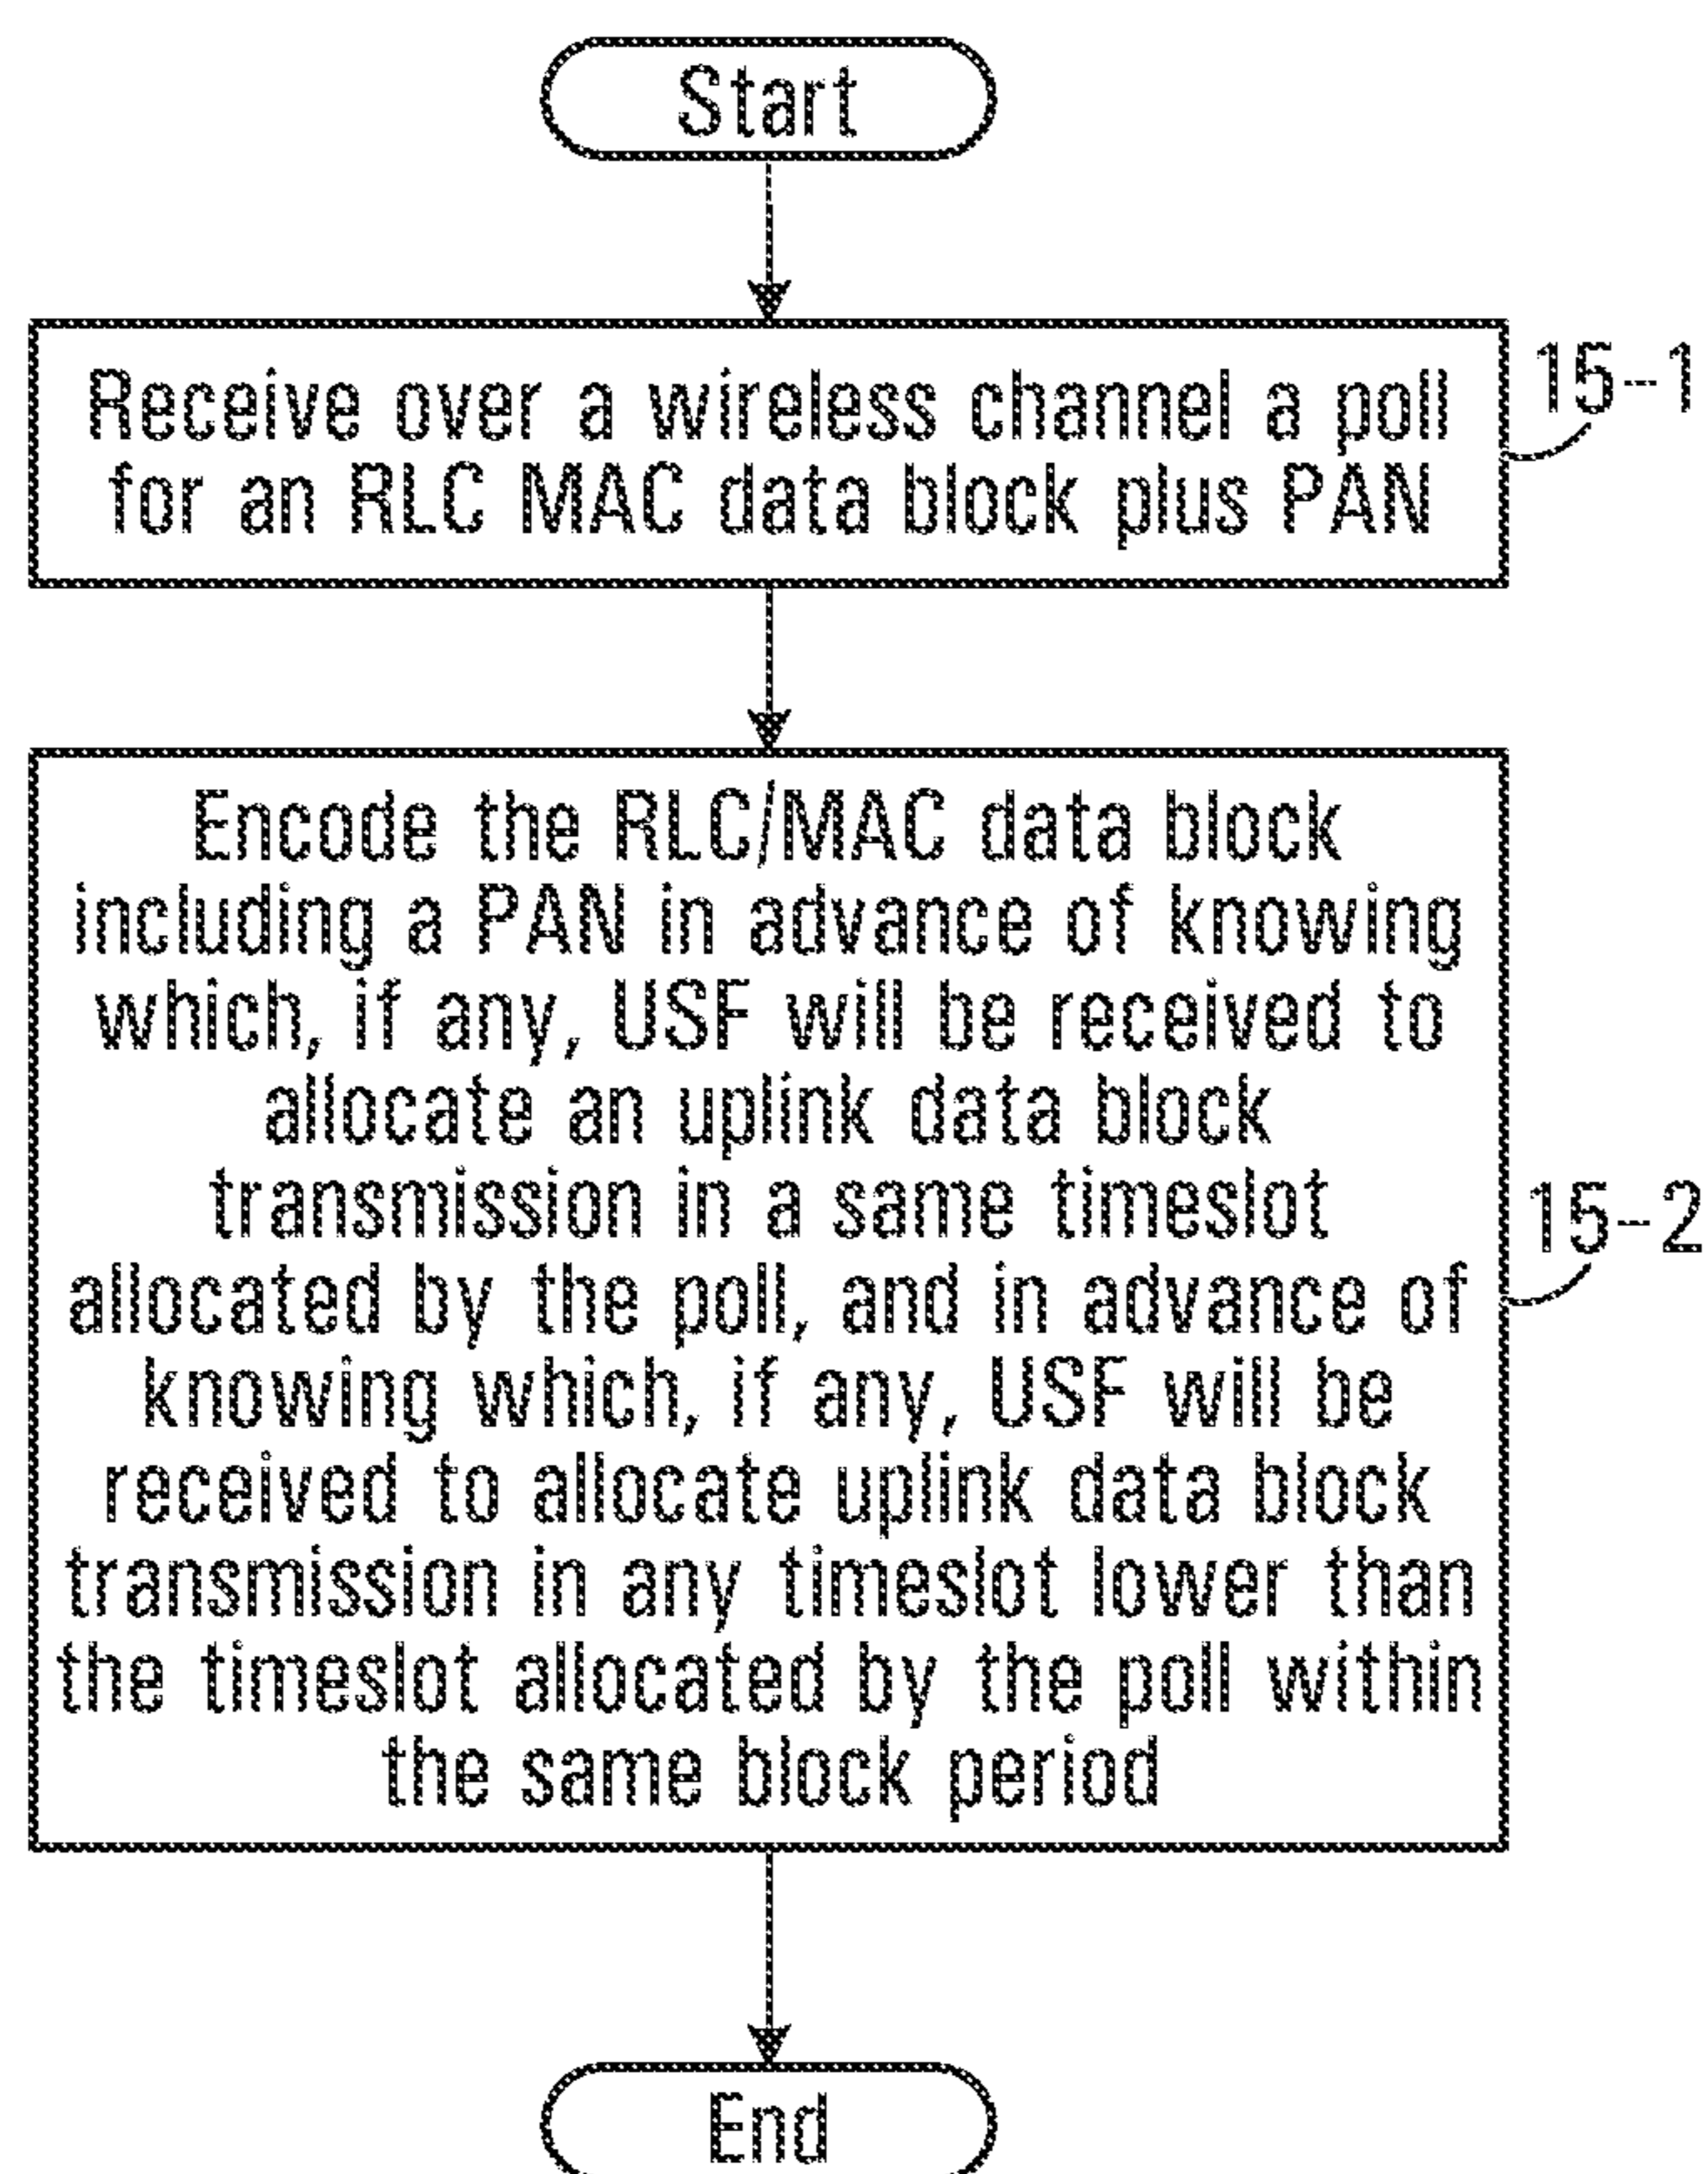 Start
Receive over a wireless channel a poll
for an RLC MAC data block plus PAN
15-1
Encode the RLC/MAC data block
including a PAN in advance of knowing
which, if any, USF will be received to
allocate an uplink data block
transmission in a same timeslot
allocated by the poll, and in advance of
knowing which, if any, USF will be
received to allocate uplink data block
transmission in any timeslot lower than
the timeslot allocated by the poll within
the same block period
15-2
End